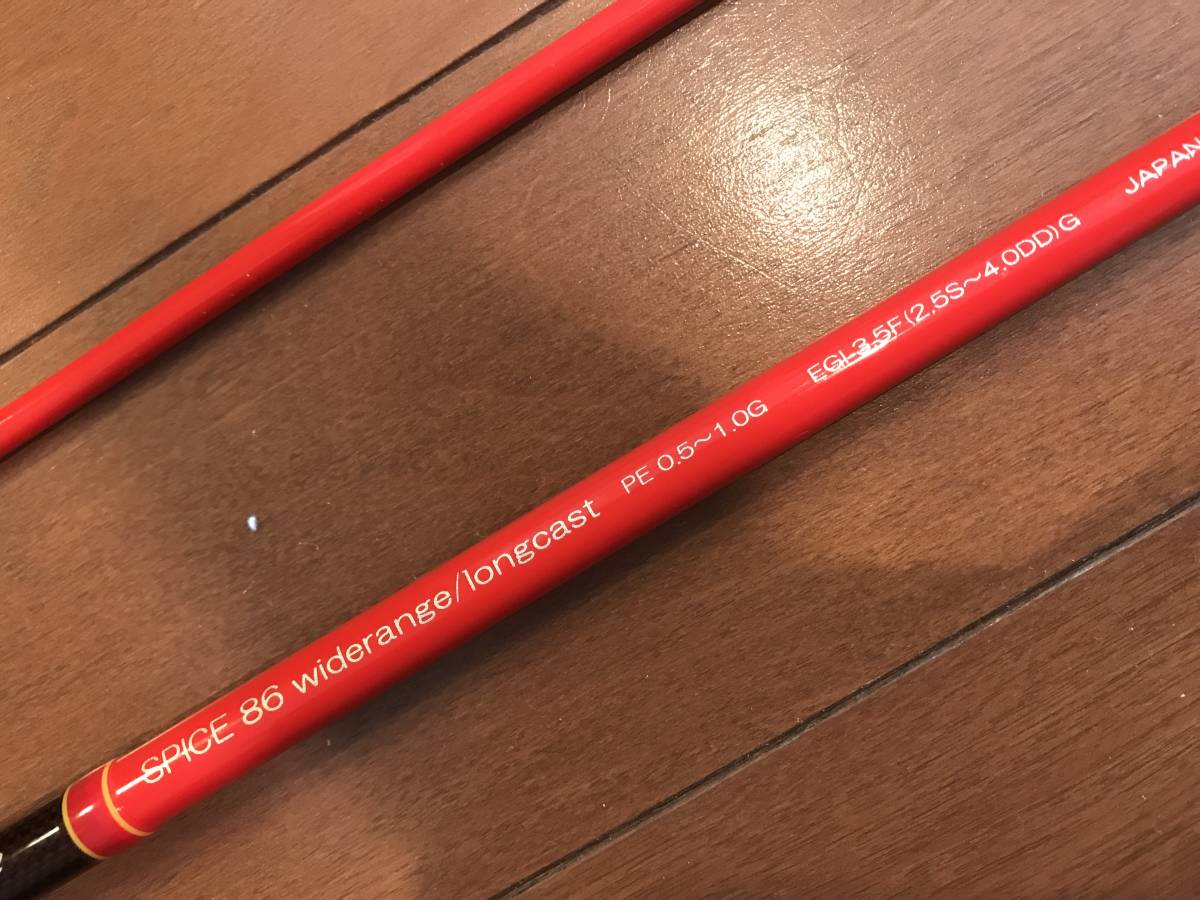 SPICE 86 widerange/longcast PE 0.5～1.0G EGI 3.5F(2.5S～4.0DD)G JAPAN